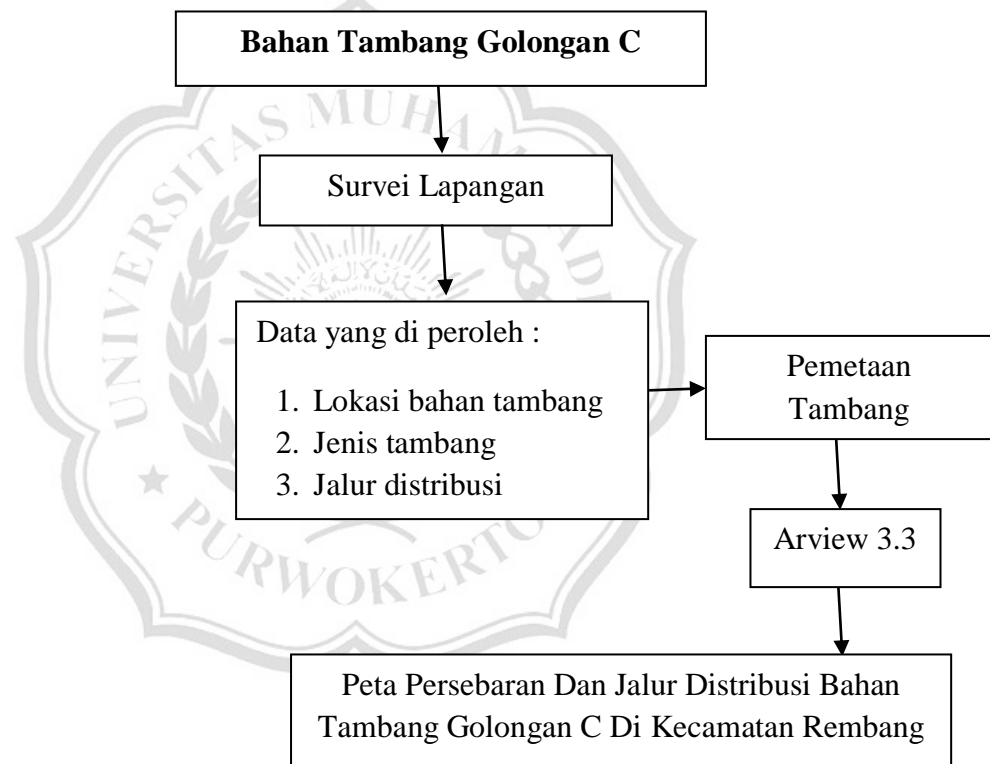 Bahan Tambang Golongan C
Survei Lapangan
Data yang di peroleh :
1. Lokasi bahan tambang
2. Jenis tambang
3. Jalur distribusi
Pemetaan
Tambang
Arview 3.3
Peta Persebaran Dan Jalur Distribusi Bahan
Tambang Golongan C Di Kecamatan Rembang
PURWOKERTO